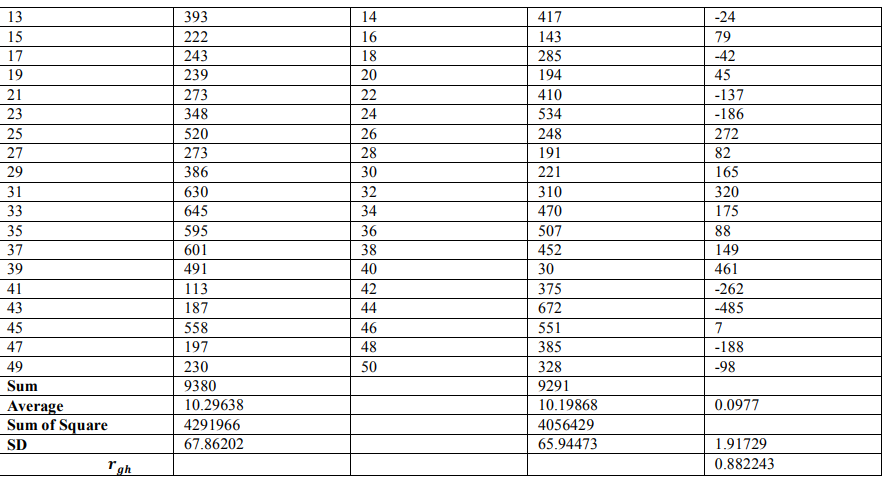 13 393 14 417 -24
15 222 16 143 79
17 243 18 285 -42
19 239 20 194 45
21 273 22 410 -137
23 348 24 534 -186
25 520 26 248 272
27 273 28 191 82
29 386 30 221 165
31 630 32 310 320
33 645 34 470 175
35 595 36 507 88
37 601 38 452 149
39 491 40 30 461
41 113 42 375 -262
43 187 44 672 -485
45 558 46 551 7
47 197 48 385 -188
49 230 50 328 -98
Sum 9380 9291
Average 10.29638 10.19868 0.0977
Sum of Square 4291966 4056429
SD 67.86202 65.94473 1.91729
r_gh 0.882243